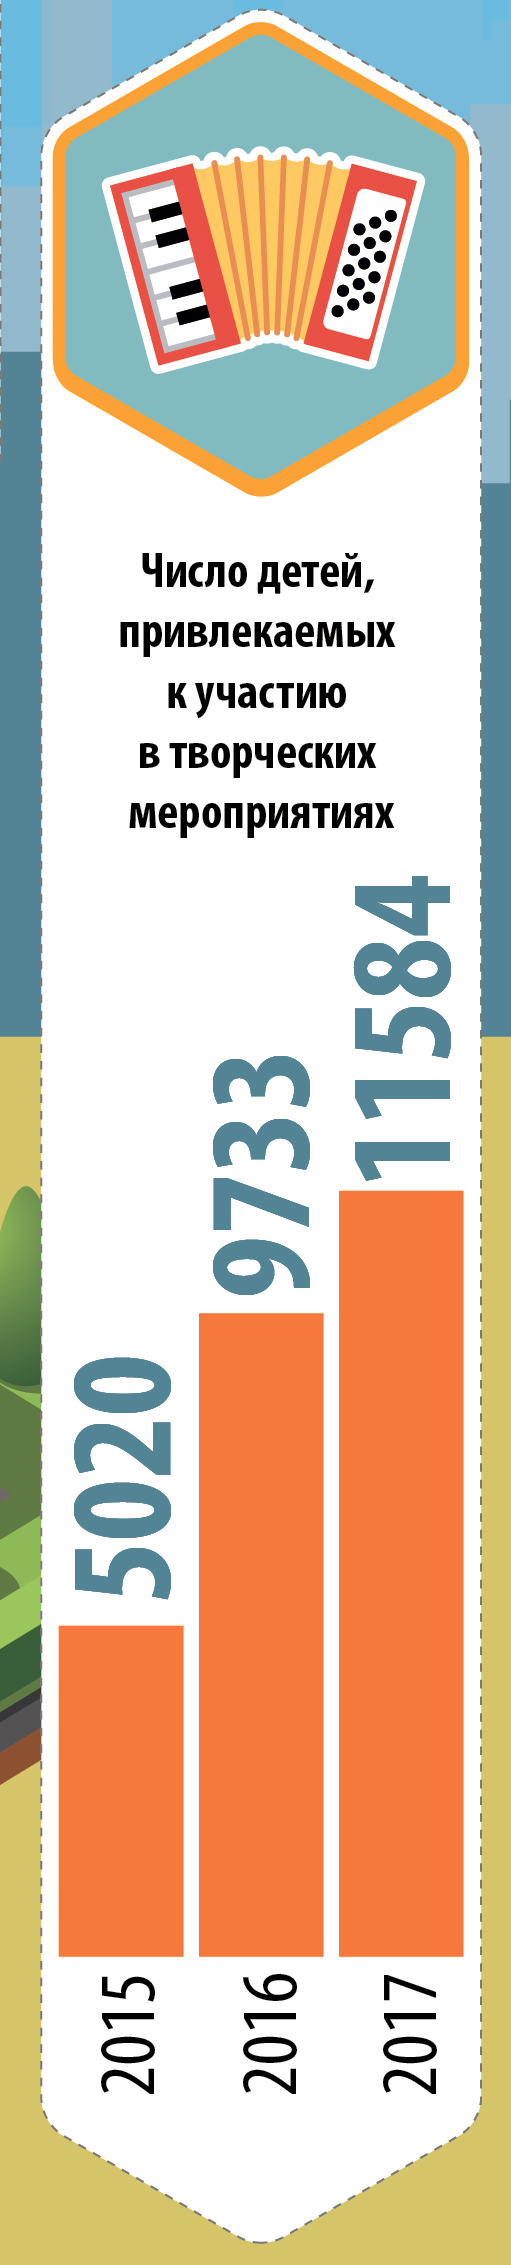 Число детей,
привлекаемых
к участию
в творческих
мероприятиях
5020
9733
11584
2015
2016
2017